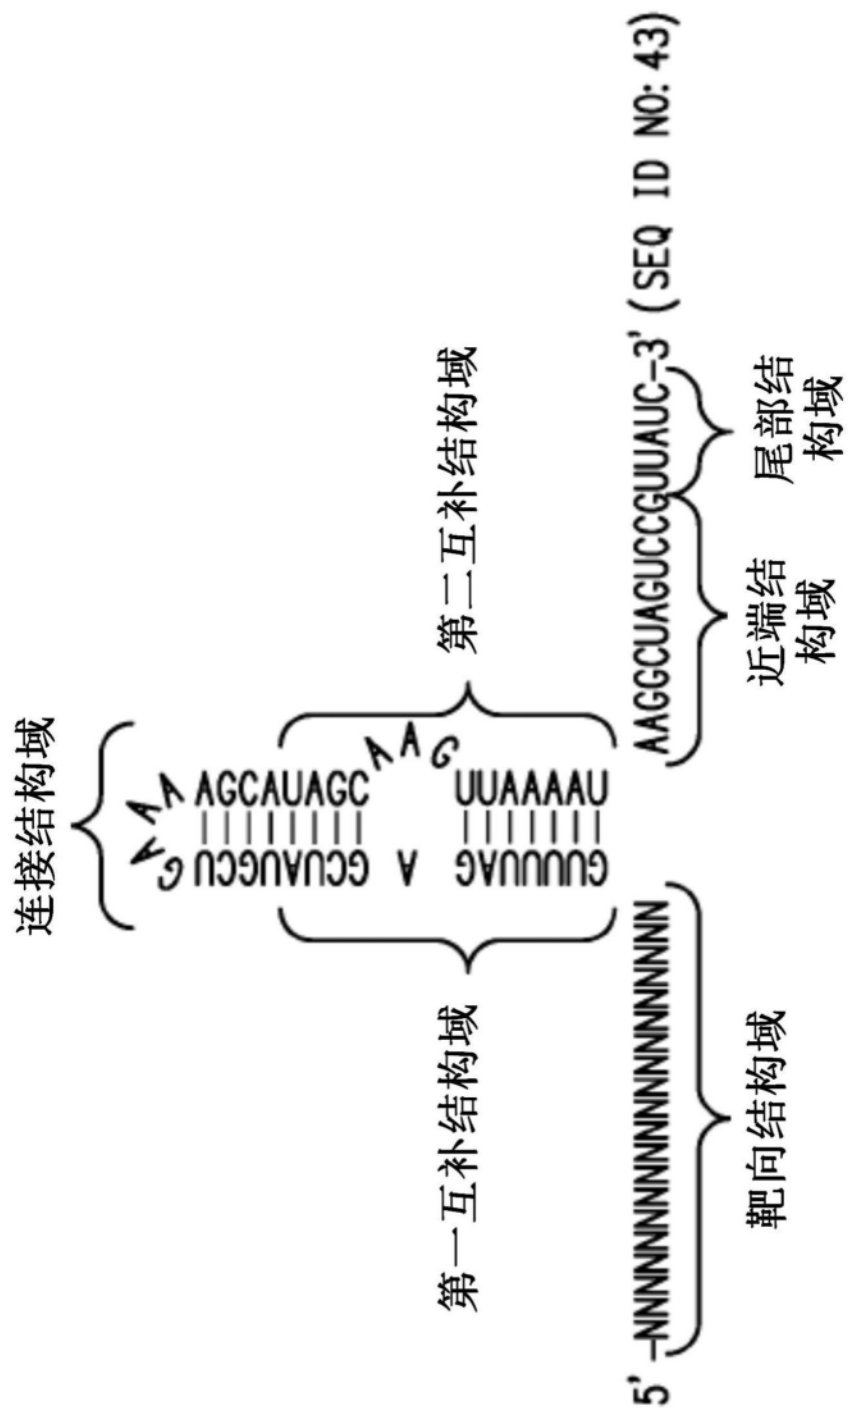 连接结构域
GAAA
AGCAUAGC
AAG
UUAAAAU
GUUUUAG
A
GCUAUGCU
第一互补结构域
第二互补结构域
5'-NNNNNNNNNNNNNNNNNNNN
AAGGCUAGUCCGUUAUC-3' (SEQ ID NO: 43)
靶向结构域
近端结
构域
尾部结
构域